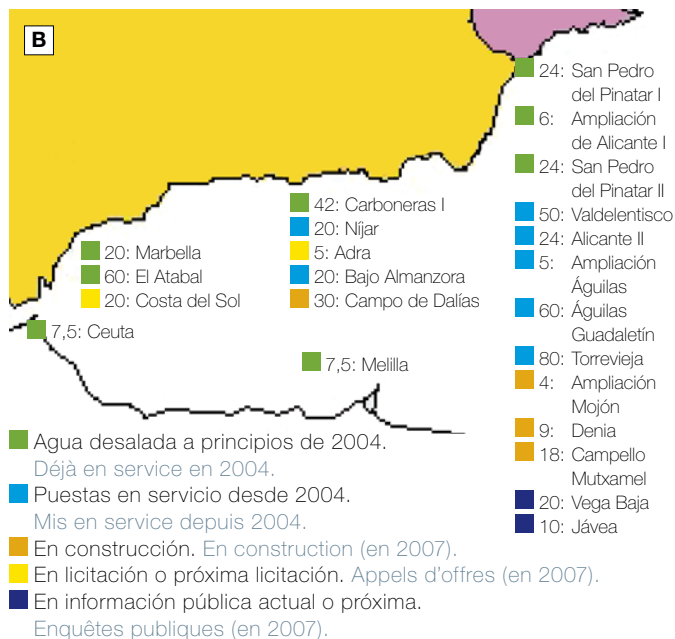 B
24: San Pedro
del Pinatar I
6: Ampliación
de Alicante I
24: San Pedro
del Pinatar II
50: Valdelentisco
24: Alicante II
5: Ampliación
Águilas
60: Águilas
Guadaletín
80: Torrevieja
4: Ampliación
Mojón
9: Denia
18: Campello
Mutxamel
20: Vega Baja
10: Jávea
42: Carboneras I
20: Níjar
5: Adra
20: Bajo Almanzora
30: Campo de Dalías
20: Marbella
60: El Atabal
20: Costa del Sol
7,5: Ceuta
7,5: Melilla
Agua desalada a principios de 2004.
Déjà en service en 2004.
Puestas en servicio desde 2004.
Mis en service depuis 2004.
En construcción. En construction (en 2007).
En licitación o próxima licitación. Appels d'offres (en 2007).
En información pública actual o próxima.
Enquêtes publiques (en 2007).